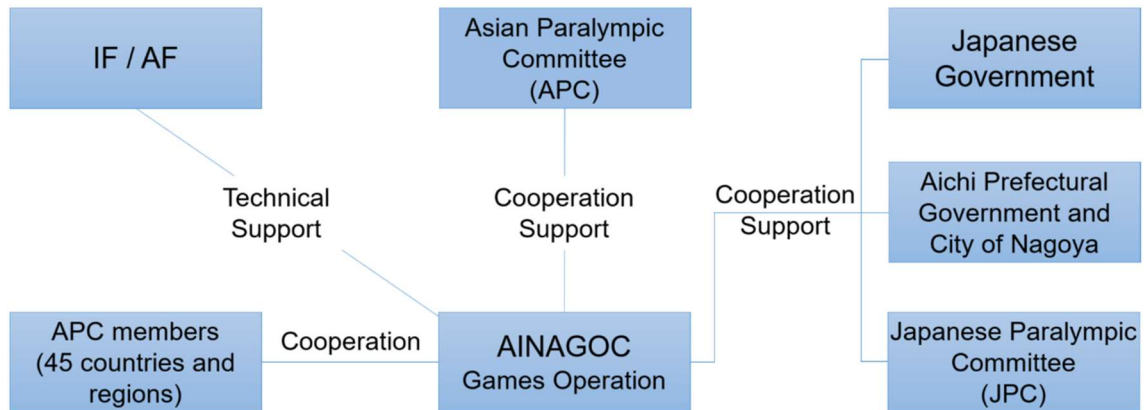 IF / AF
Asian Paralympic
Committee
(APC)
Japanese
Government
Technical
Support
Cooperation
Support
Cooperation
Support
Aichi Prefectural
Government and
City of Nagoya
APC members
(45 countries and
regions)
Cooperation
AINAGOC
Games Operation
Japanese Paralympic
Committee
(JPC)